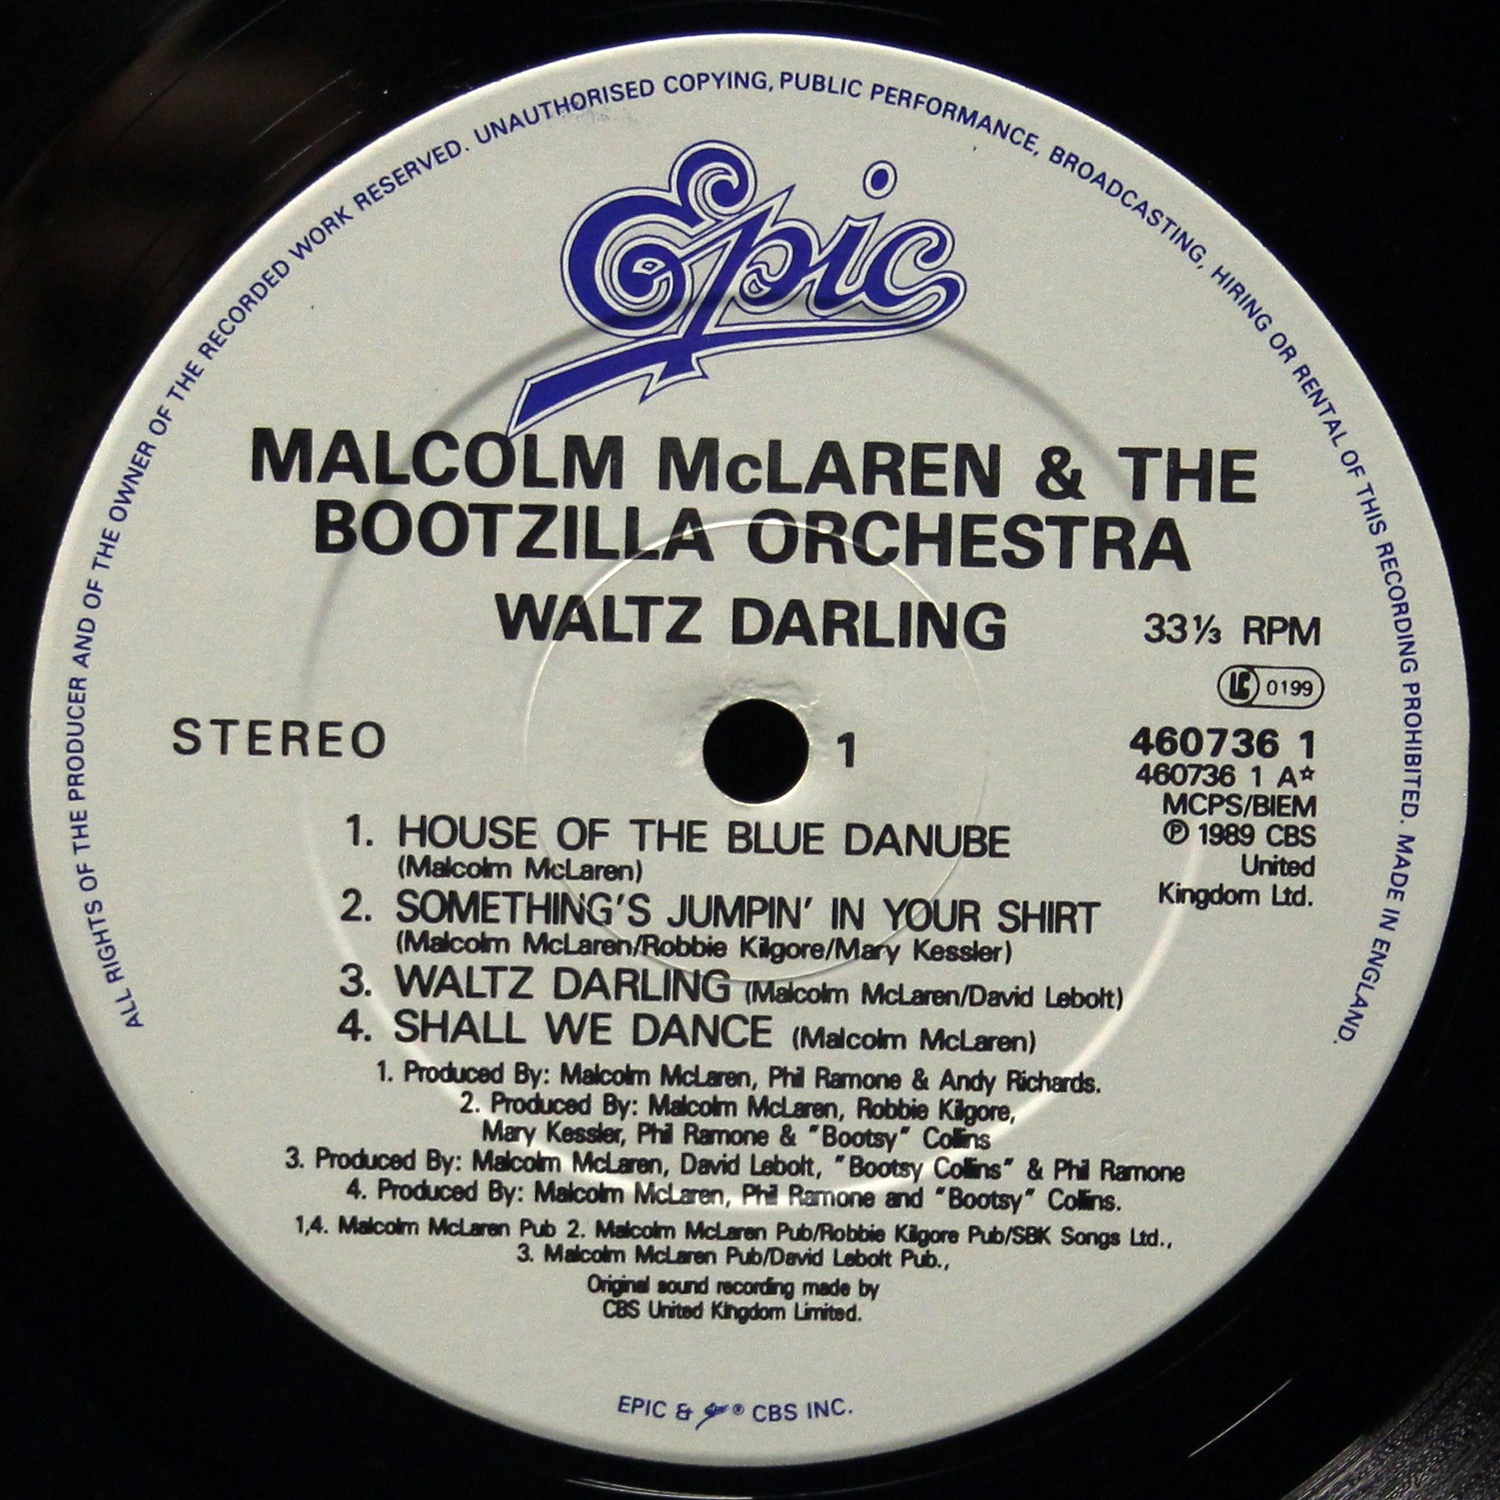 ALL RIGHTS OF THE PRODUCER AND OF THE OWNER OF THE RECORDED WORK RESERVED. UNAUTHORISED COPYING, PUBLIC PERFORMANCE, BROADCASTING, HIRING OR RENTAL OF THIS RECORDING PROHIBITED. MADE IN ENGLAND.
Epic
MALCOLM McLAREN & THE
BOOTZILLA ORCHESTRA
WALTZ DARLING
33⅓ RPM
LC 0199
STEREO
1
460736 1
460736 1 A☆
MCPS/BIEM
℗ 1989 CBS
United
Kingdom Ltd.
1. HOUSE OF THE BLUE DANUBE
(Malcolm McLaren)
2. SOMETHING'S JUMPIN' IN YOUR SHIRT
(Malcolm McLaren/Robbie Kilgore/Mary Kessler)
3. WALTZ DARLING (Malcolm McLaren/David Lebolt)
4. SHALL WE DANCE (Malcolm McLaren)
1. Produced By: Malcolm McLaren, Phil Ramone & Andy Richards.
2. Produced By: Malcolm McLaren, Robbie Kilgore,
Mary Kessler, Phil Ramone & "Bootsy" Collins
3. Produced By: Malcolm McLaren, David Lebolt, "Bootsy Collins" & Phil Ramone
4. Produced By: Malcolm McLaren, Phil Ramone and "Bootsy" Collins.
1,4. Malcolm McLaren Pub 2. Malcolm McLaren Pub/Robbie Kilgore Pub/SBK Songs Ltd.,
3. Malcolm McLaren Pub/David Lebolt Pub.,
Original sound recording made by
CBS United Kingdom Limited.
EPIC & ® CBS INC.